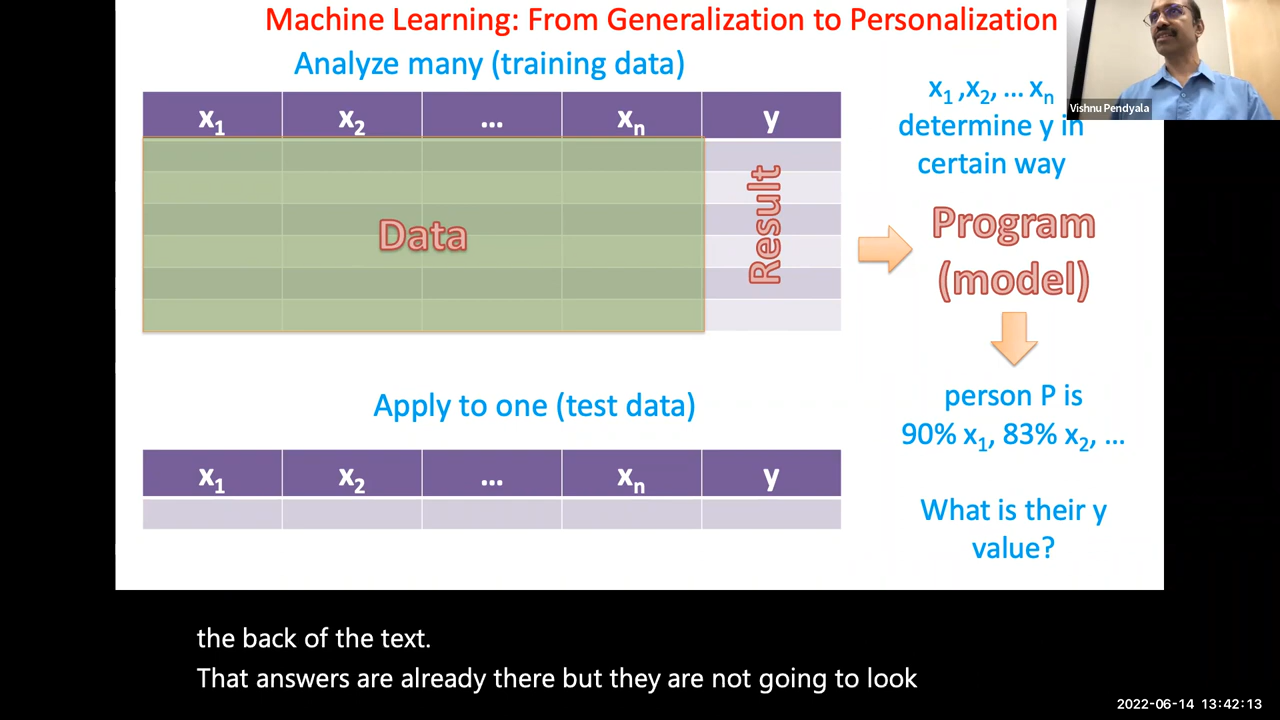 Machine Learning: From Generalization to Personalization
Analyze many (training data)
x1 x2 ... xn y
Data
Result
x1 ,x2, ... xn
determine y in
certain way
Program
(model)
person P is
90% x1, 83% x2, ...
What is their y
value?
Apply to one (test data)
x1 x2 ... xn y
Vishnu Pendyala
the back of the text.
That answers are already there but they are not going to look
2022-06-14 13:42:13